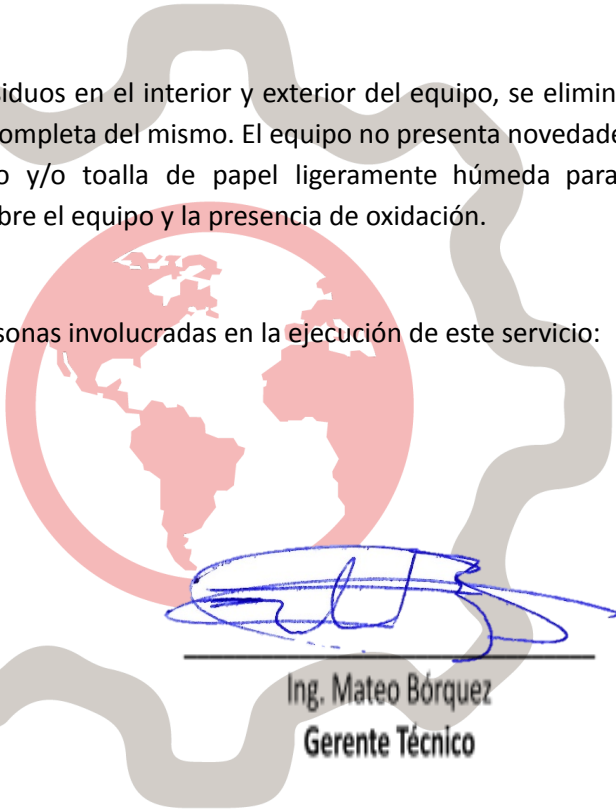 siduos en el interior y exterior del equipo, se elimin
ompleta del mismo. El equipo no presenta novedade
o y/o toalla de papel ligeramente húmeda para
bre el equipo y la presencia de oxidación.
sonas involucradas en la ejecución de este servicio:
Ing. Mateo Bórquez
Gerente Técnico